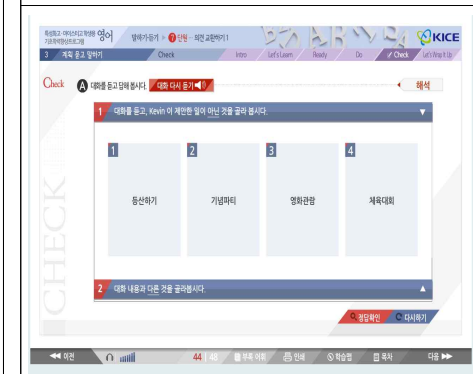 특성화고·마이스터고 학생용 영어
기초학력향상프로그램
말하기·듣기 > 7 단원 - 의견 교환하기 1
KICE
3 계획 듣고 말하기
Check
Intro
Let's Learn
Ready
Do
Check
Let's Wrap It Up
Check
A 대화를 듣고 답해 봅시다.
대화 다시 듣기
해석
1 대화를 듣고, Kevin 이 제안한 일이 아닌 것을 골라 봅시다.
1
2
3
4
등산하기
기념파티
영화관람
체육대회
CHECK
2 대화 내용과 다른 것을 골라봅시다.
정답확인
다시하기
이전
44 | 48
부록 어휘
인쇄
학습맵
목차
다음